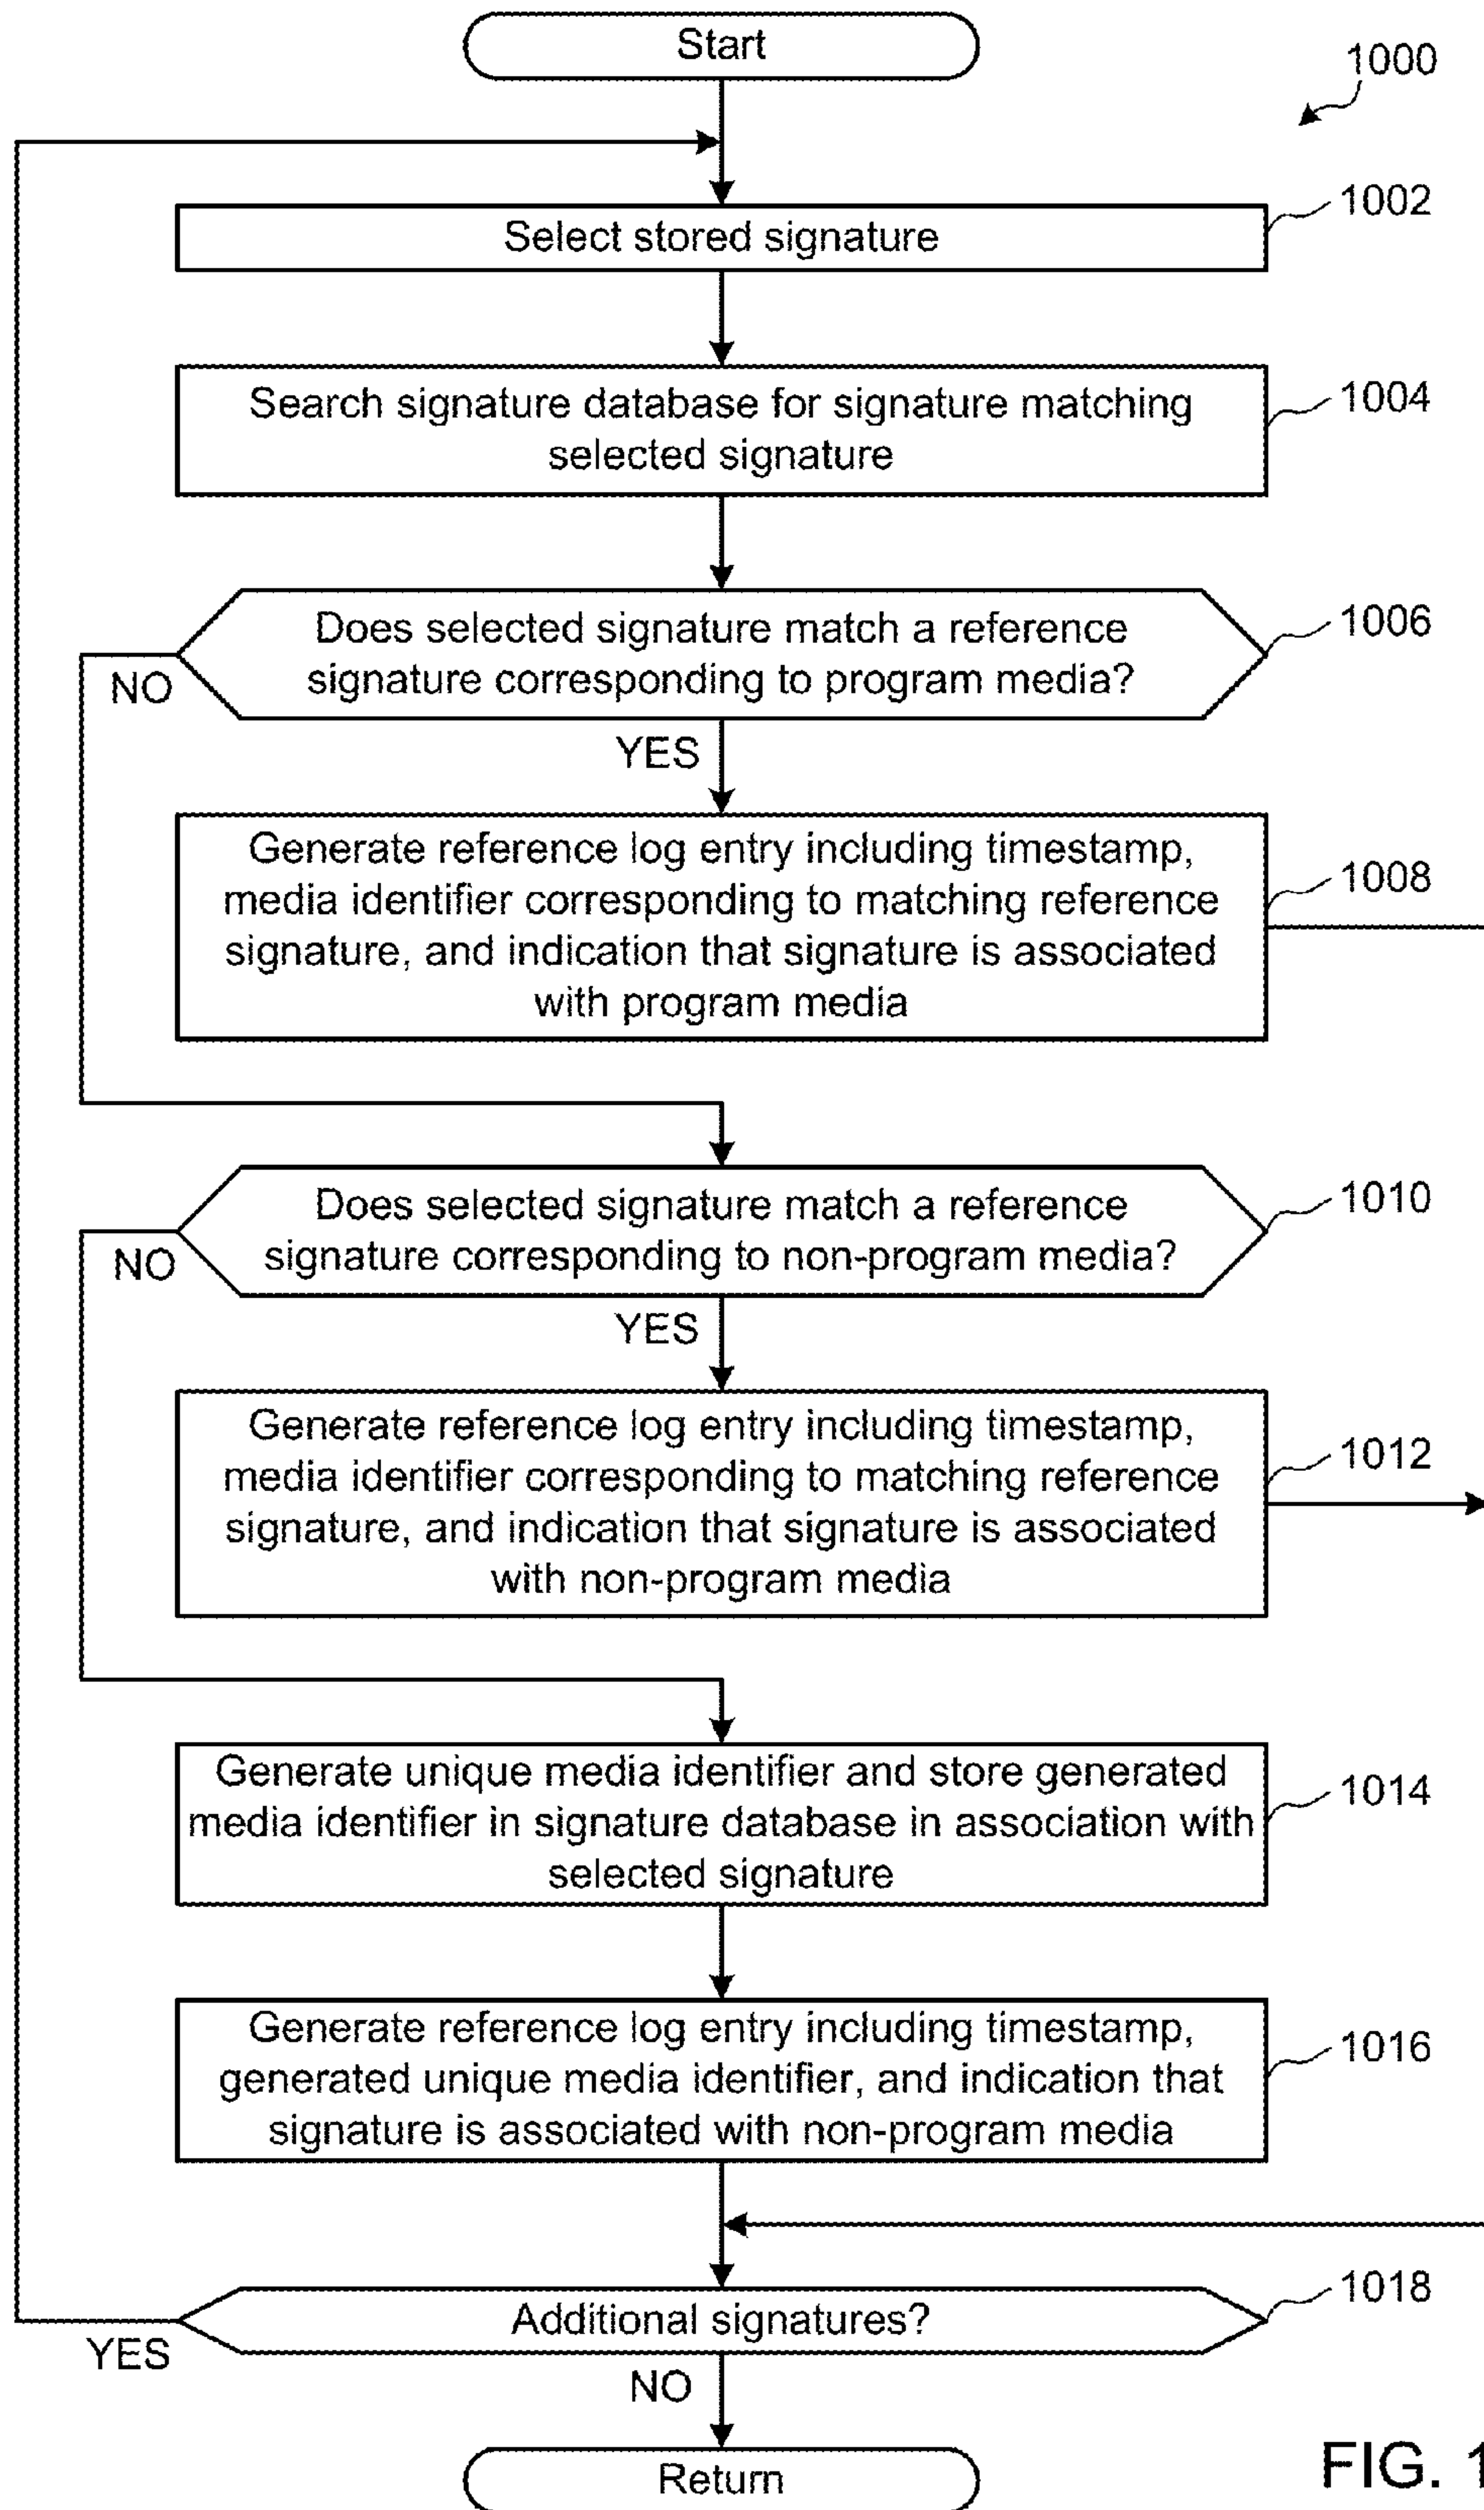 Start
1000
Select stored signature
1002
Search signature database for signature matching
selected signature
1004
Does selected signature match a reference
signature corresponding to program media?
1006
NO
YES
Generate reference log entry including timestamp,
media identifier corresponding to matching reference
signature, and indication that signature is associated
with program media
1008
Does selected signature match a reference
signature corresponding to non-program media?
1010
NO
YES
Generate reference log entry including timestamp,
media identifier corresponding to matching reference
signature, and indication that signature is associated
with non-program media
1012
Generate unique media identifier and store generated
media identifier in signature database in association with
selected signature
1014
Generate reference log entry including timestamp,
generated unique media identifier, and indication that
signature is associated with non-program media
1016
Additional signatures?
1018
YES
NO
Return
FIG.